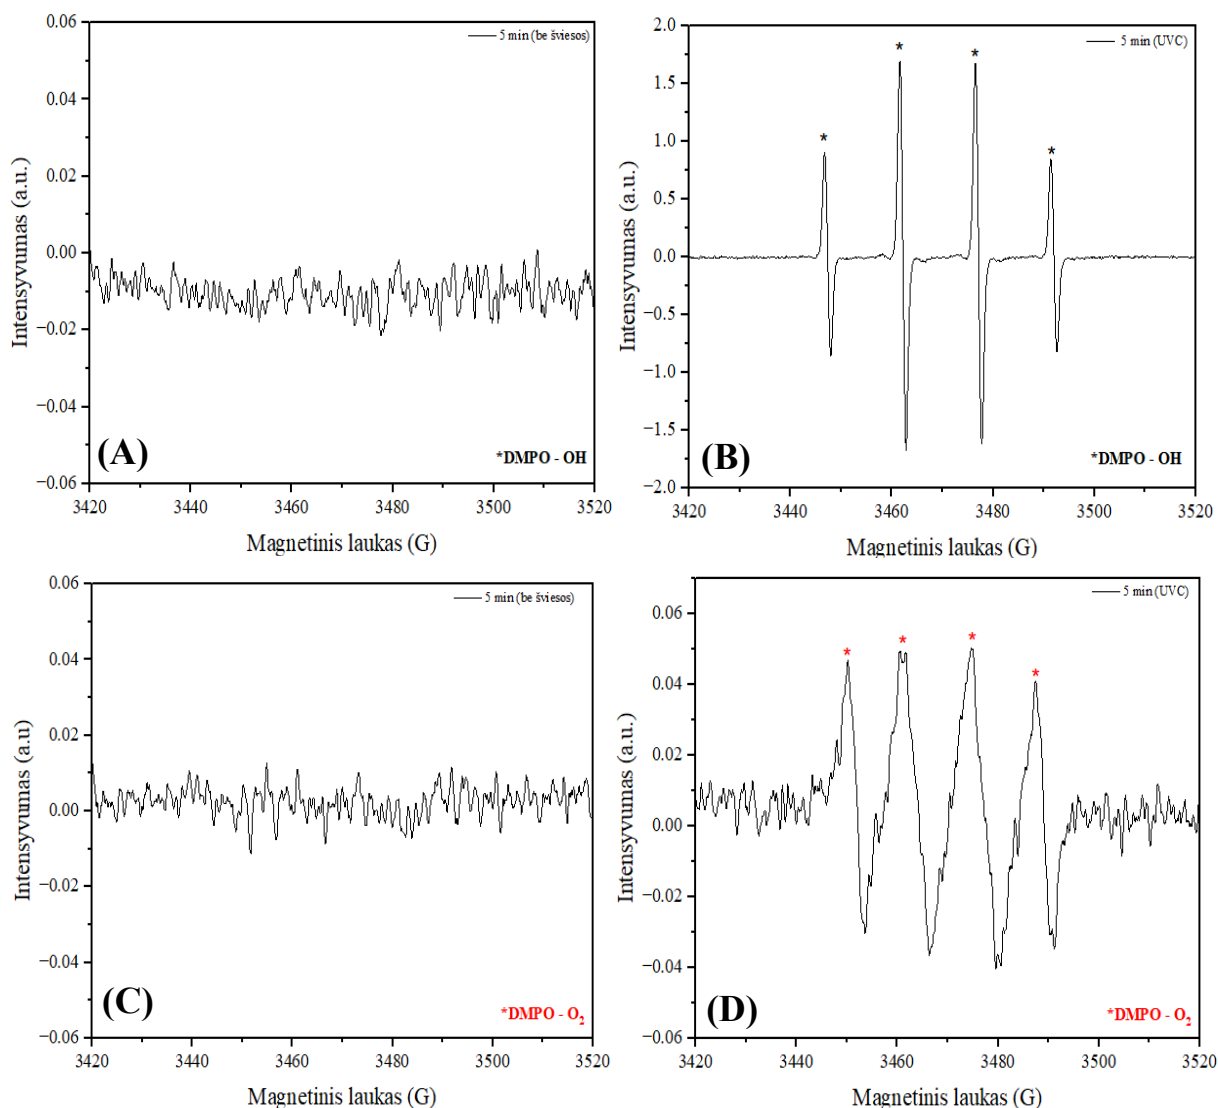 0.06
0.04
0.02
0.00
−0.02
−0.04
−0.06
Intensyvumas (a.u.)
5 min (be šviesos)
(A)
*DMPO - OH
3420 3440 3460 3480 3500 3520
Magnetinis laukas (G)
2.0
1.5
1.0
0.5
0.0
−0.5
−1.0
−1.5
−2.0
Intensyvumas (a.u.)
5 min (UVC)
*
*
*
*
(B)
*DMPO - OH
3420 3440 3460 3480 3500 3520
Magnetinis laukas (G)
0.06
0.04
0.02
0.00
−0.02
−0.04
−0.06
Intensyvumas (a.u)
5 min (be šviesos)
(C)
*DMPO - O₂
3420 3440 3460 3480 3500 3520
Magnetinis laukas (G)
0.06
0.04
0.02
0.00
−0.02
−0.04
−0.06
Intensyvumas (a.u.)
5 min (UVC)
*
*
*
*
(D)
*DMPO - O₂
3420 3440 3460 3480 3500 3520
Magnetinis laukas (G)